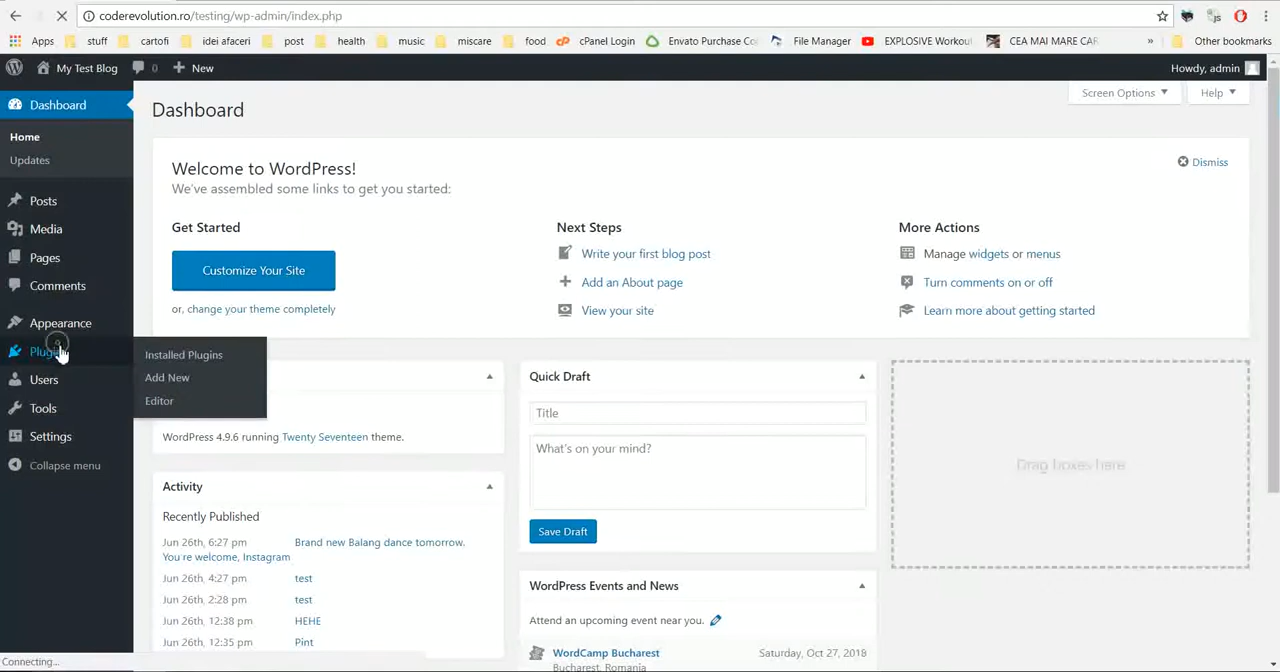 coderevolution.ro/testing/wp-admin/index.php
Apps stuff cartofi idei afaceri post health music miscare food cPanel Login Envato Purchase Co File Manager EXPLOSIVE Workou CEA MAI MARE CAR » Other bookmarks
My Test Blog 0 New Howdy, admin
Dashboard
Home
Updates
Posts
Media
Pages
Comments
Appearance
Plugin
Users
Tools
Settings
Collapse menu
Installed Plugins
Add New
Editor
Screen Options Help
Dashboard
Welcome to WordPress!
We've assembled some links to get you started:
Dismiss
Get Started
Customize Your Site
or, change your theme completely
Next Steps
Write your first blog post
Add an About page
View your site
More Actions
Manage widgets or menus
Turn comments on or off
Learn more about getting started
WordPress 4.9.6 running Twenty Seventeen theme.
Activity
Recently Published
Jun 26th, 6:27 pm Brand new Balang dance tomorrow.
You're welcome, Instagram
Jun 26th, 4:27 pm test
Jun 26th, 2:28 pm test
Jun 26th, 12:38 pm HEHE
Jun 26th, 12:35 pm Pint
Quick Draft
Title
What's on your mind?
Save Draft
WordPress Events and News
Attend an upcoming event near you.
WordCamp Bucharest Saturday, Oct 27, 2018
Bucharest, Romania
Drag boxes here
Connecting...